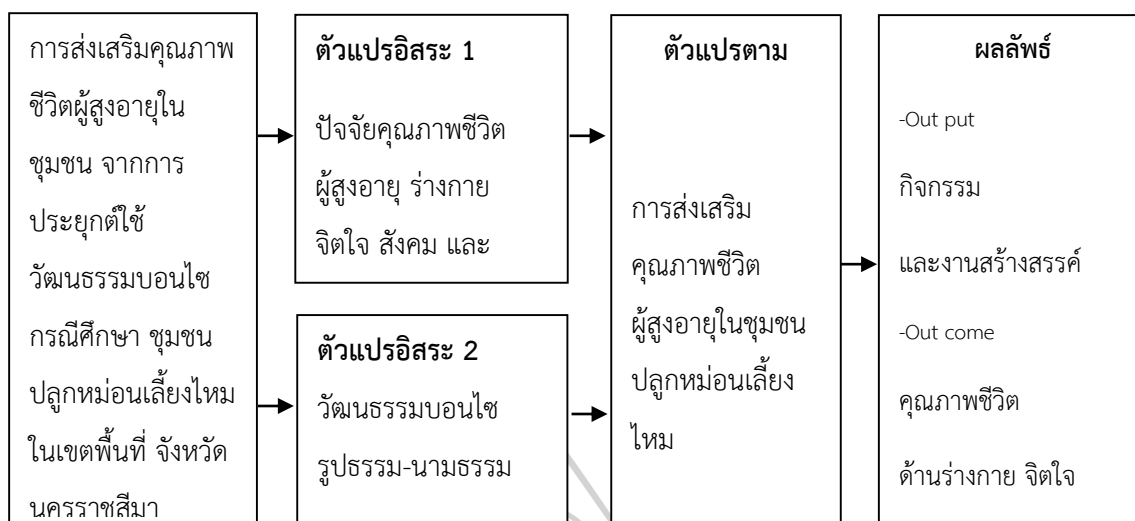 การส่งเสริมคุณภาพ
ชีวิตผู้สูงอายุใน
ชุมชน จากการ
ประยุกต์ใช้
วัฒนธรรมบอนไซ
กรณีศึกษา ชุมชน
ปลูกหม่อนเลี้ยงไหม
ในเขตพื้นที่ จังหวัด
นครราชสีมา
ตัวแปรอิสระ 1
ปัจจัยคุณภาพชีวิต
ผู้สูงอายุ ร่างกาย
จิตใจ สังคม และ
ตัวแปรอิสระ 2
วัฒนธรรมบอนไซ
รูปธรรม-นามธรรม
ตัวแปรตาม
การส่งเสริม
คุณภาพชีวิต
ผู้สูงอายุในชุมชน
ปลูกหม่อนเลี้ยง
ไหม
ผลลัพธ์
-Out put
กิจกรรม
และงานสร้างสรรค์
-Out come
คุณภาพชีวิต
ด้านร่างกาย จิตใจ